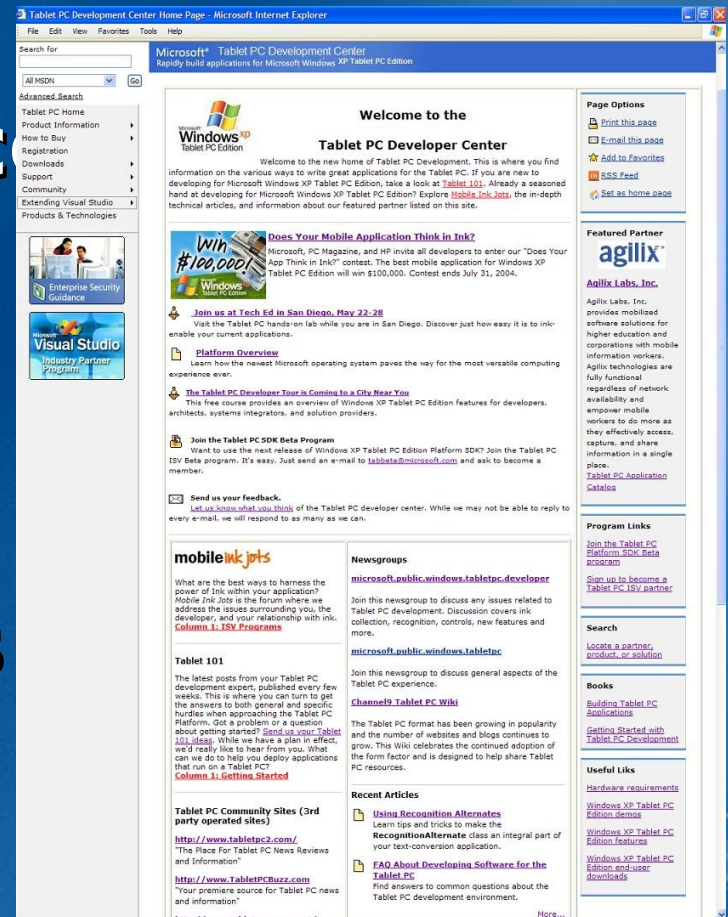 Tablet PC Development Center Home Page - Microsoft Internet Explorer
File Edit View Favorites Tools Help
Search for
All MSDN
Go
Advanced Search
Tablet PC Home
Product Information
How to Buy
Registration
Downloads
Support
Community
Extending Visual Studio
Products & Technologies
Enterprise Security
Guidance
Microsoft
Visual Studio
Industry Partner
Program
Microsoft® Tablet PC Development Center
Rapidly build applications for Microsoft Windows XP Tablet PC Edition
Microsoft
Windows xp
Tablet PC Edition
Welcome to the
Tablet PC Developer Center
Welcome to the new home of Tablet PC Development. This is where you find
information on the various ways to write great applications for the Tablet PC. If you are new to
developing for Microsoft Windows XP Tablet PC Edition, take a look at Tablet 101. Already a seasoned
hand at developing for Microsoft Windows XP Tablet PC Edition? Explore Mobile Ink Jots, the in-depth
technical articles, and information about our featured partner listed on this site.
Win
$100,000!
Windows xp
Does Your Mobile Application Think in Ink?
Microsoft, PC Magazine, and HP invite all developers to enter our "Does Your
App Think in Ink?" contest. The best mobile application for Windows XP
Tablet PC Edition will win $100,000. Contest ends July 31, 2004.
Join us at Tech Ed in San Diego, May 22-28
Visit the Tablet PC hands-on lab while you are in San Diego. Discover just how easy it is to ink-
enable your current applications.
Platform Overview
Learn how the newest Microsoft operating system paves the way for the most versatile computing
experience ever.
The Tablet PC Developer Tour is Coming to a City Near You
This free course provides an overview of Windows XP Tablet PC Edition features for developers,
architects, systems integrators, and solution providers.
Join the Tablet PC SDK Beta Program
Want to use the next release of Windows XP Tablet PC Edition Platform SDK? Join the Tablet PC
ISV Beta program. It's easy. Just send an e-mail to tabbeta@microsoft.com and ask to become a
member.
Send us your feedback.
Let us know what you think of the Tablet PC developer center. While we may not be able to reply to
every e-mail, we will respond to as many as we can.
mobile ink jots
What are the best ways to harness the
power of Ink within your application?
Mobile Ink Jots is the forum where we
address the issues surrounding you, the
developer, and your relationship with ink.
Column 1: ISV Programs
Tablet 101
The latest posts from your Tablet PC
development expert, published every few
weeks. This is where you can turn to get
the answers to both general and specific
hurdles when approaching the Tablet PC
Platform. Got a problem or a question
about getting started? Send us your Tablet
101 ideas. While we have a plan in effect,
we'd really like to hear from you. What
can we do to help you deploy applications
that run on a Tablet PC?
Column 1: Getting Started
Tablet PC Community Sites (3rd
party operated sites)
http://www.tabletpc2.com/
"The Place For Tablet PC News Reviews
and Information"
http://www.TabletPCBuzz.com
"Your premiere source for Tablet PC news
and information"
Newsgroups
microsoft.public.windows.tabletpc.developer
Join this newsgroup to discuss any issues related to
Tablet PC development. Discussion covers ink
collection, recognition, controls, new features and
more.
microsoft.public.windows.tabletpc
Join this newsgroup to discuss general aspects of the
Tablet PC experience.
Channel9 Tablet PC Wiki
The Tablet PC format has been growing in popularity
and the number of websites and blogs continues to
grow. This Wiki celebrates the continued adoption of
the form factor and is designed to help share Tablet
PC resources.
Recent Articles
Using Recognition Alternates
Learn tips and tricks to make the
RecognitionAlternate class an integral part of
your text-conversion application.
FAQ About Developing Software for the
Tablet PC
Find answers to common questions about the
Tablet PC development environment.
More...
Page Options
Print this page
E-mail this page
Add to Favorites
RSS Feed
Set as home page
Featured Partner
agilix
Agilix Labs, Inc.
Agilix Labs, Inc.
provides mobilized
software solutions for
higher education and
corporations with mobile
information workers.
Agilix technologies are
fully functional
regardless of network
availability and
empower mobile
workers to do more as
they effectively access,
capture, and share
information in a single
place.
Tablet PC Application
Catalog
Program Links
Join the Tablet PC
Platform SDK Beta
program
Sign up to become a
Tablet PC ISV partner
Search
Locate a partner,
product, or solution
Books
Building Tablet PC
Applications
Getting Started with
Tablet PC Development
Useful Liks
Hardware requirements
Windows XP Tablet PC
Edition demos
Windows XP Tablet PC
Edition features
Windows XP Tablet PC
Edition end-user
downloads